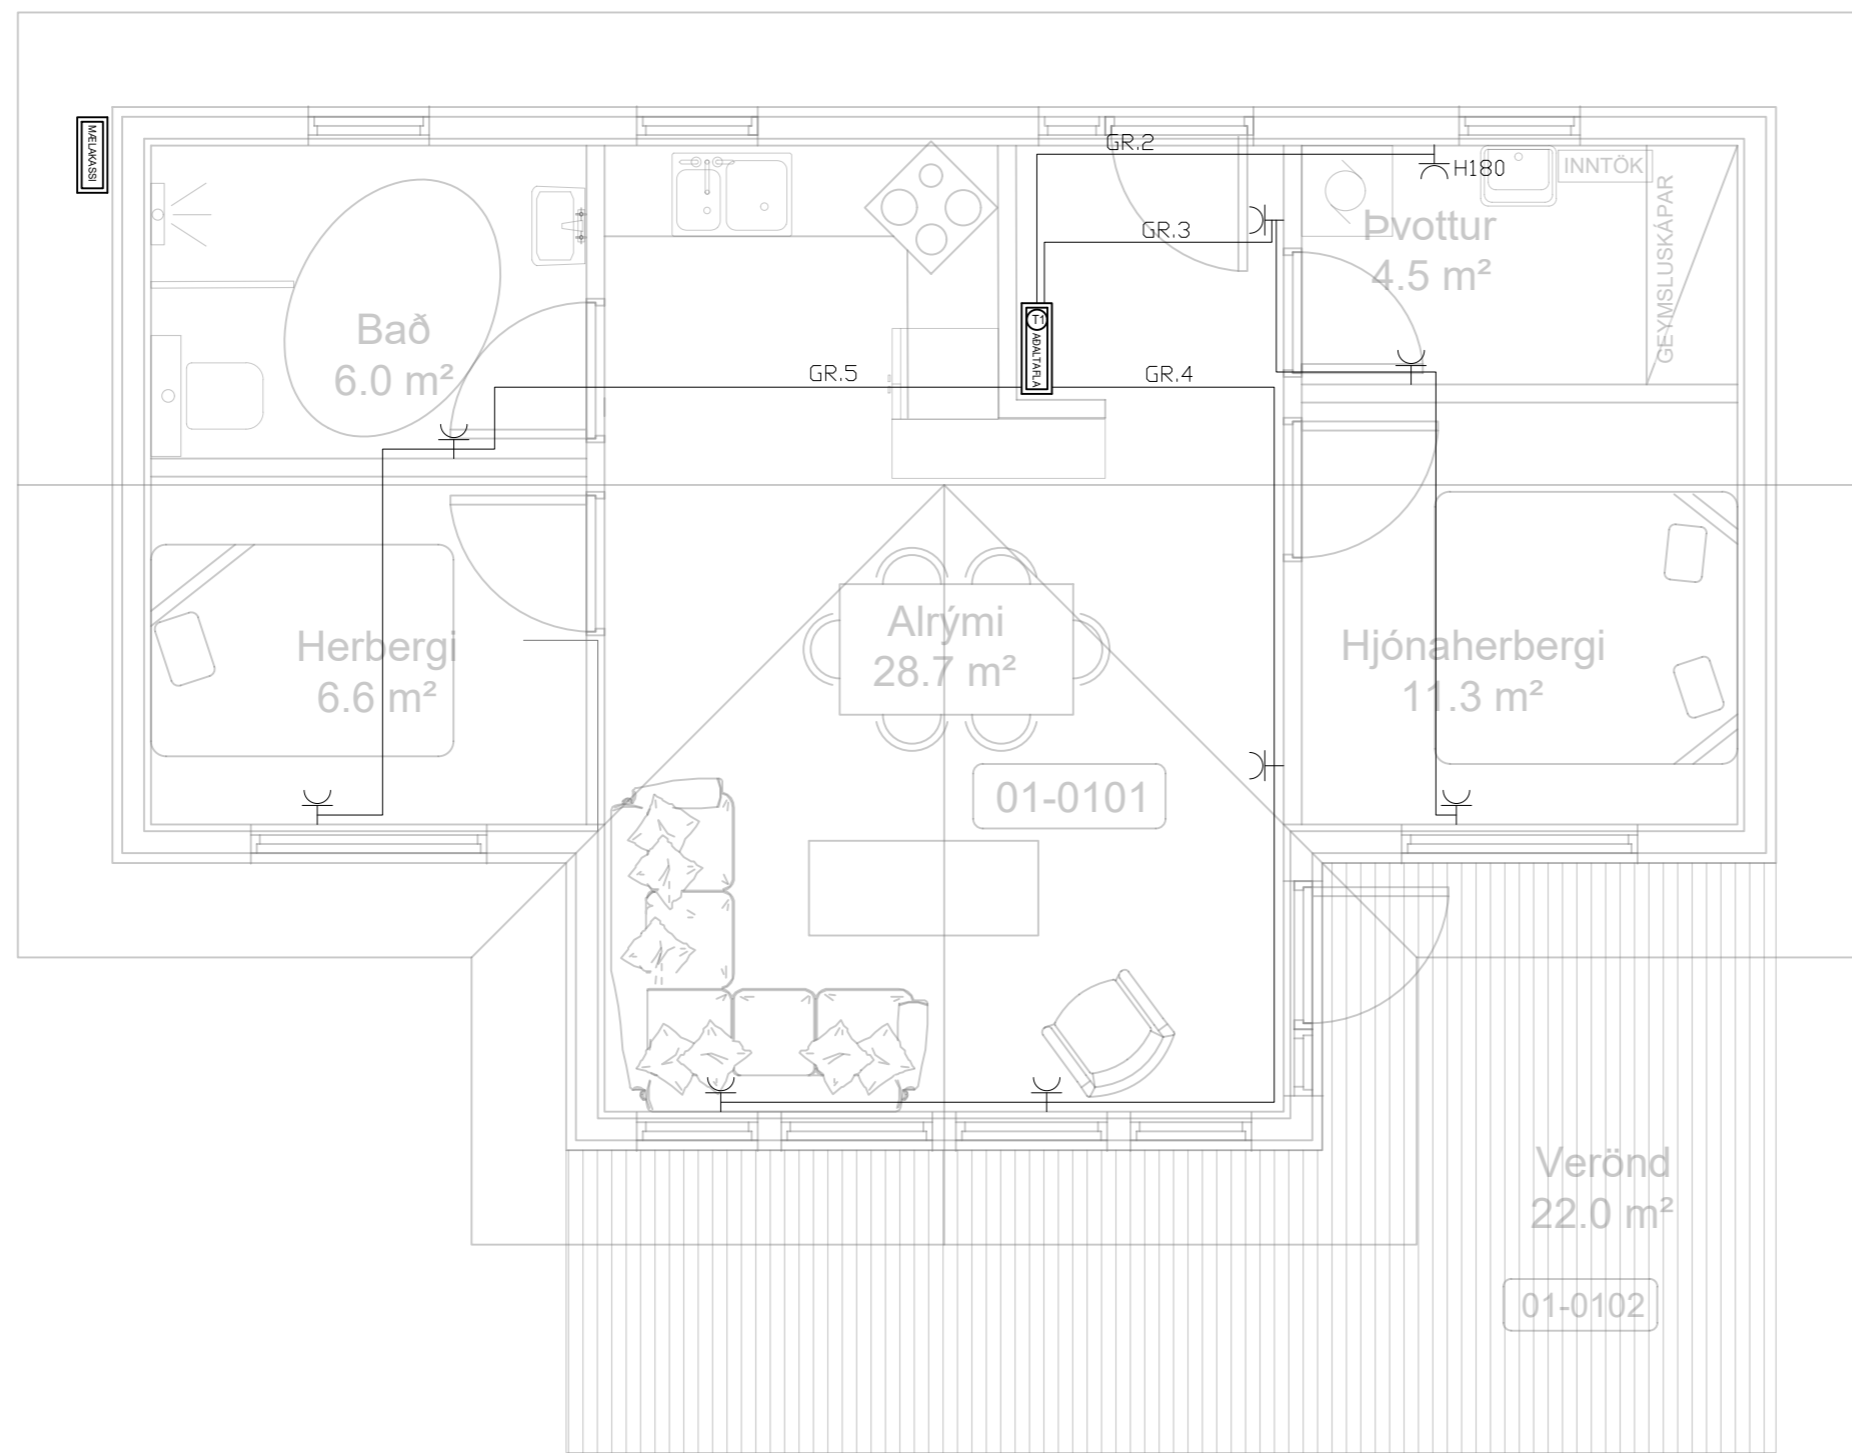 MÆLAKASSI
GR.2
H180
INNTÖK
GEYMSLUSKÁPAR
Þvottur
4.5 m²
GR.3
T1
AÐALTAFLA
Bað
6.0 m²
GR.5
GR.4
Herbergi
6.6 m²
Alrými
28.7 m²
Hjónaherbergi
11.3 m²
01-0101
Verönd
22.0 m²
01-0102